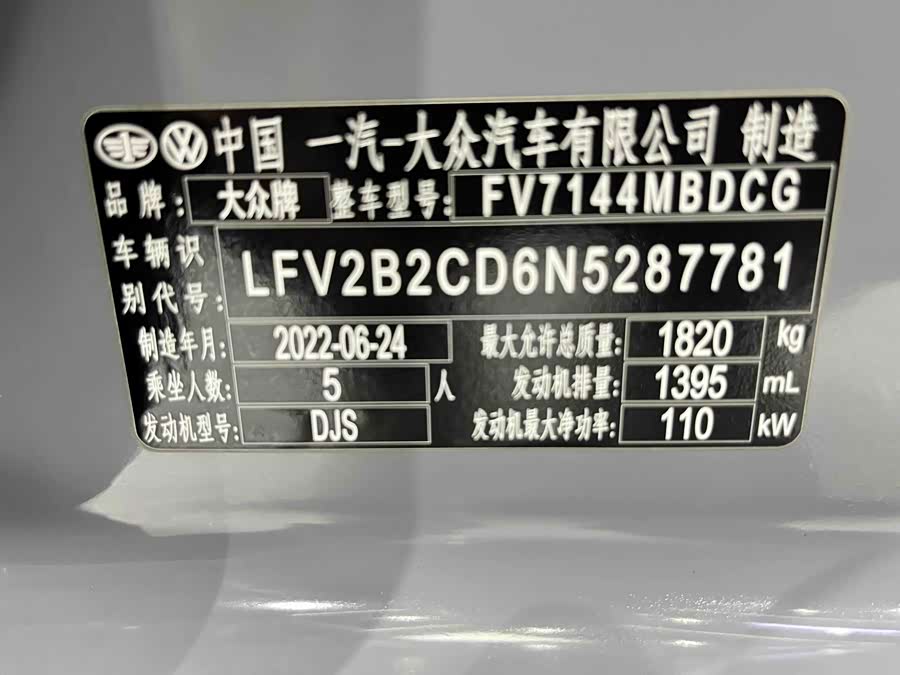 中国 一汽-大众汽车有限公司 制造
品牌: 大众牌 整车型号: FV7144MBDCG
车辆识别代号: LFV2B2CD6N5287781
制造年月: 2022-06-24 最大允许总质量: 1820 kg
乘坐人数: 5 人 发动机排量: 1395 mL
发动机型号: DJS 发动机最大净功率: 110 kW